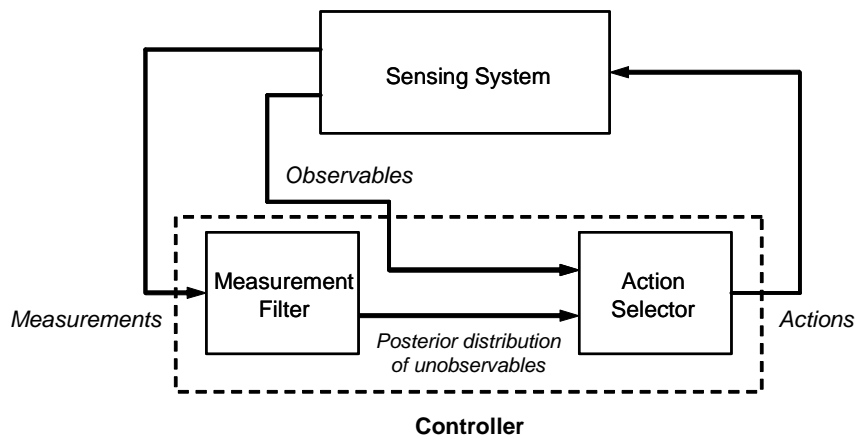 Sensing System
Observables
Measurement
Filter
Action
Selector
Measurements
Posterior distribution
of unobservables
Actions
Controller